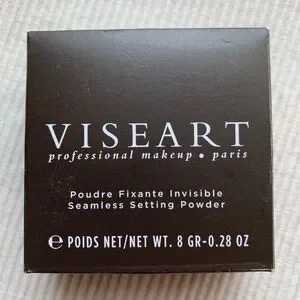 VISEART
professional makeup • paris
Poudre Fixante Invisible
Seamless Setting Powder
℮ POIDS NET/NET WT. 8 GR-0.28 OZ